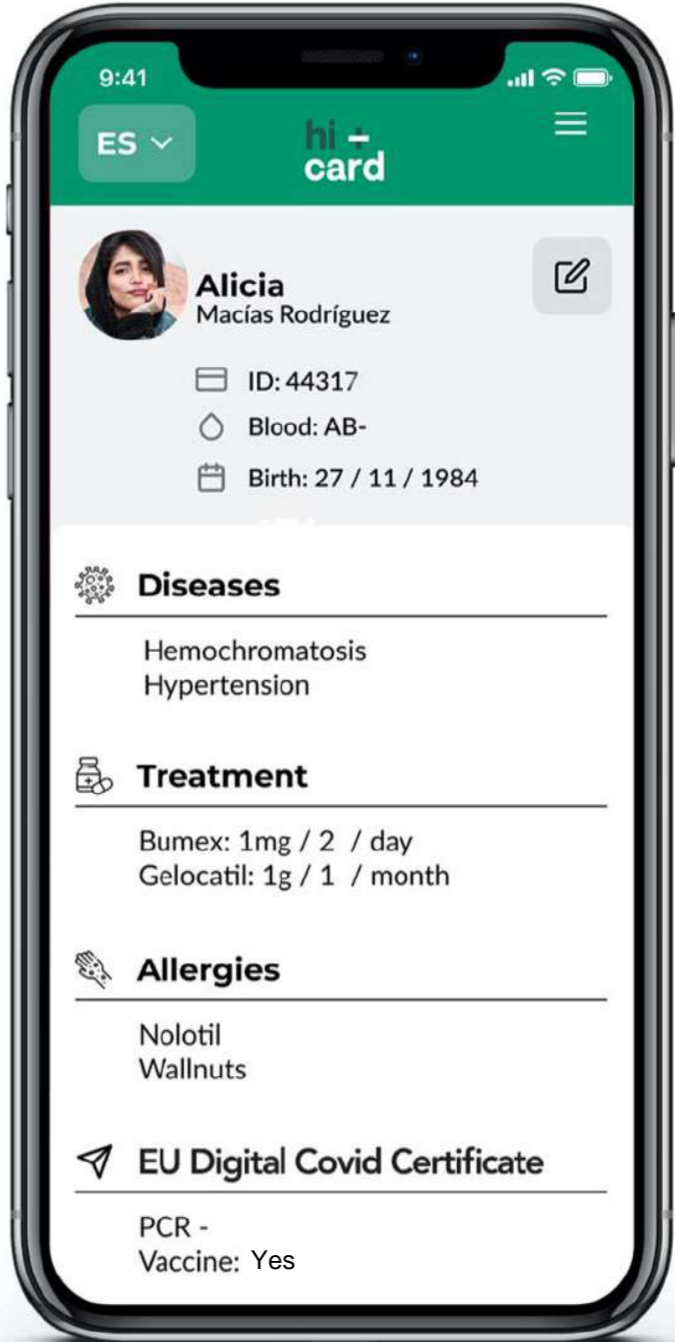 9:41
ES
hi +
card
Alicia
Macías Rodríguez
ID: 44317
Blood: AB-
Birth: 27 / 11 / 1984
Diseases
Hemochromatosis
Hypertension
Treatment
Bumex: 1mg / 2 / day
Gelocatil: 1g / 1 / month
Allergies
Nolotil
Wallnuts
EU Digital Covid Certificate
PCR -
Vaccine: Yes